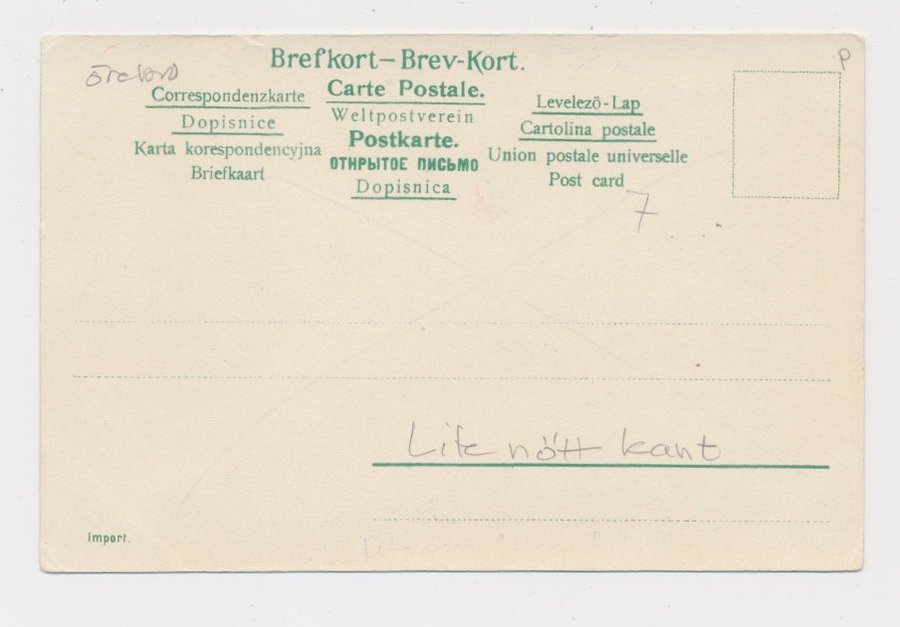 Brefkort – Brev-Kort.
P
Correspondenzkarte
Dopisnice
Karta korespondencyjna
Briefkaart
Carte Postale.
Weltpostverein
Postkarte.
ОТКРЫТОЕ ПИСЬМО
Dopisnica
Levelezö-Lap
Cartolina postale
Union postale universelle
Post card
7
Lite nött kant
Import.